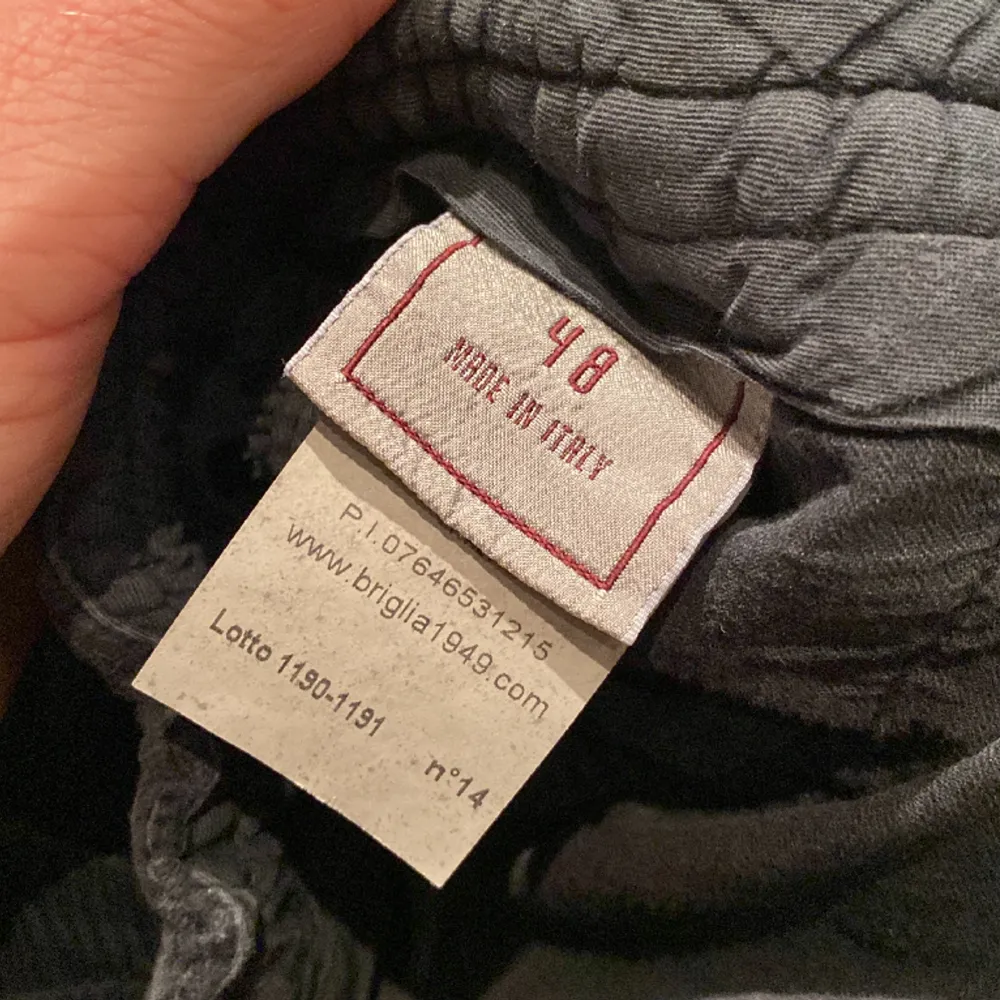 48
MADE IN ITALY
P.I.07646531215
www.briglia1949.com
Lotto 1190-1191
n°14